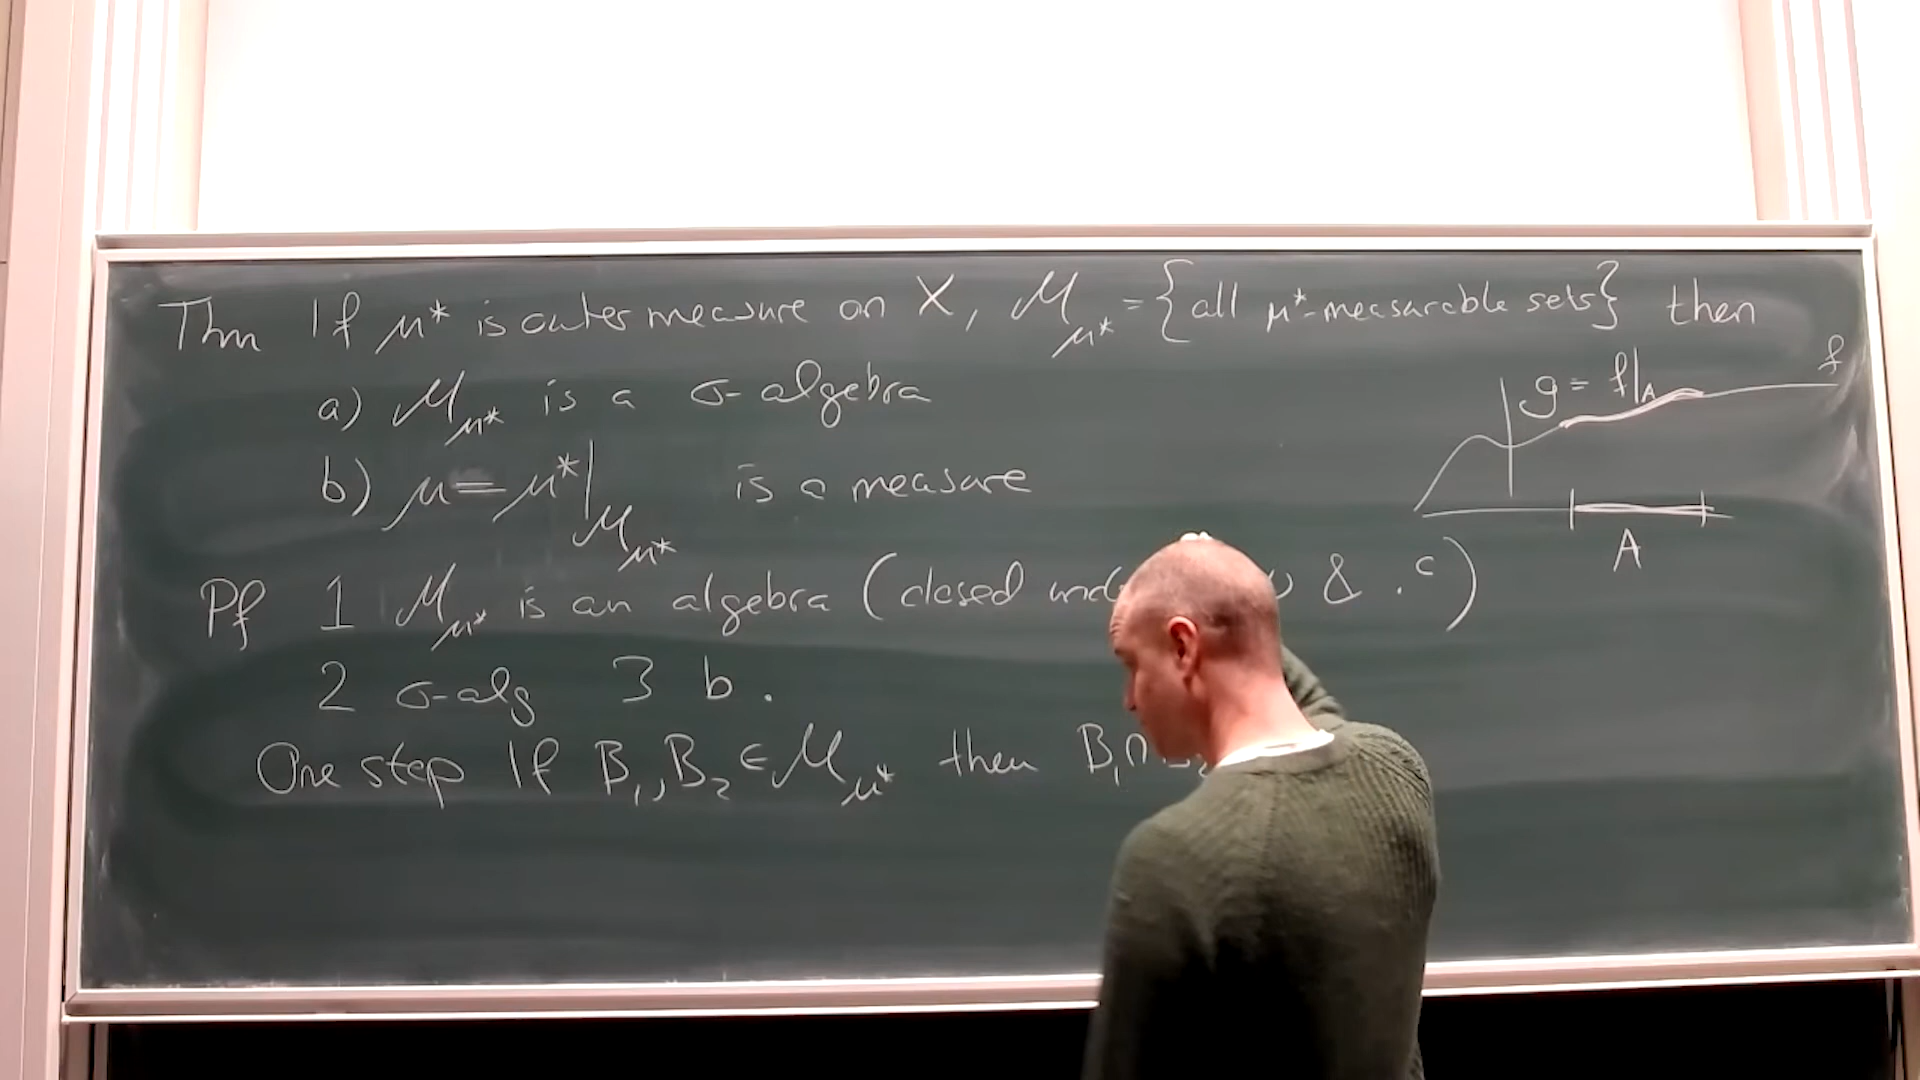 Thm If μ* is outer measure on X, M_μ* = {all μ*-measurable sets} then
a) M_μ* is a σ-algebra
g = f|_A
f
b) μ = μ*|_M_μ* is a measure
A
Pf 1 M_μ* is an algebra (closed & .ᶜ)
2 σ-alg 3 b.
One step If B₁, B₂ ∈ M_μ* then B₁∩